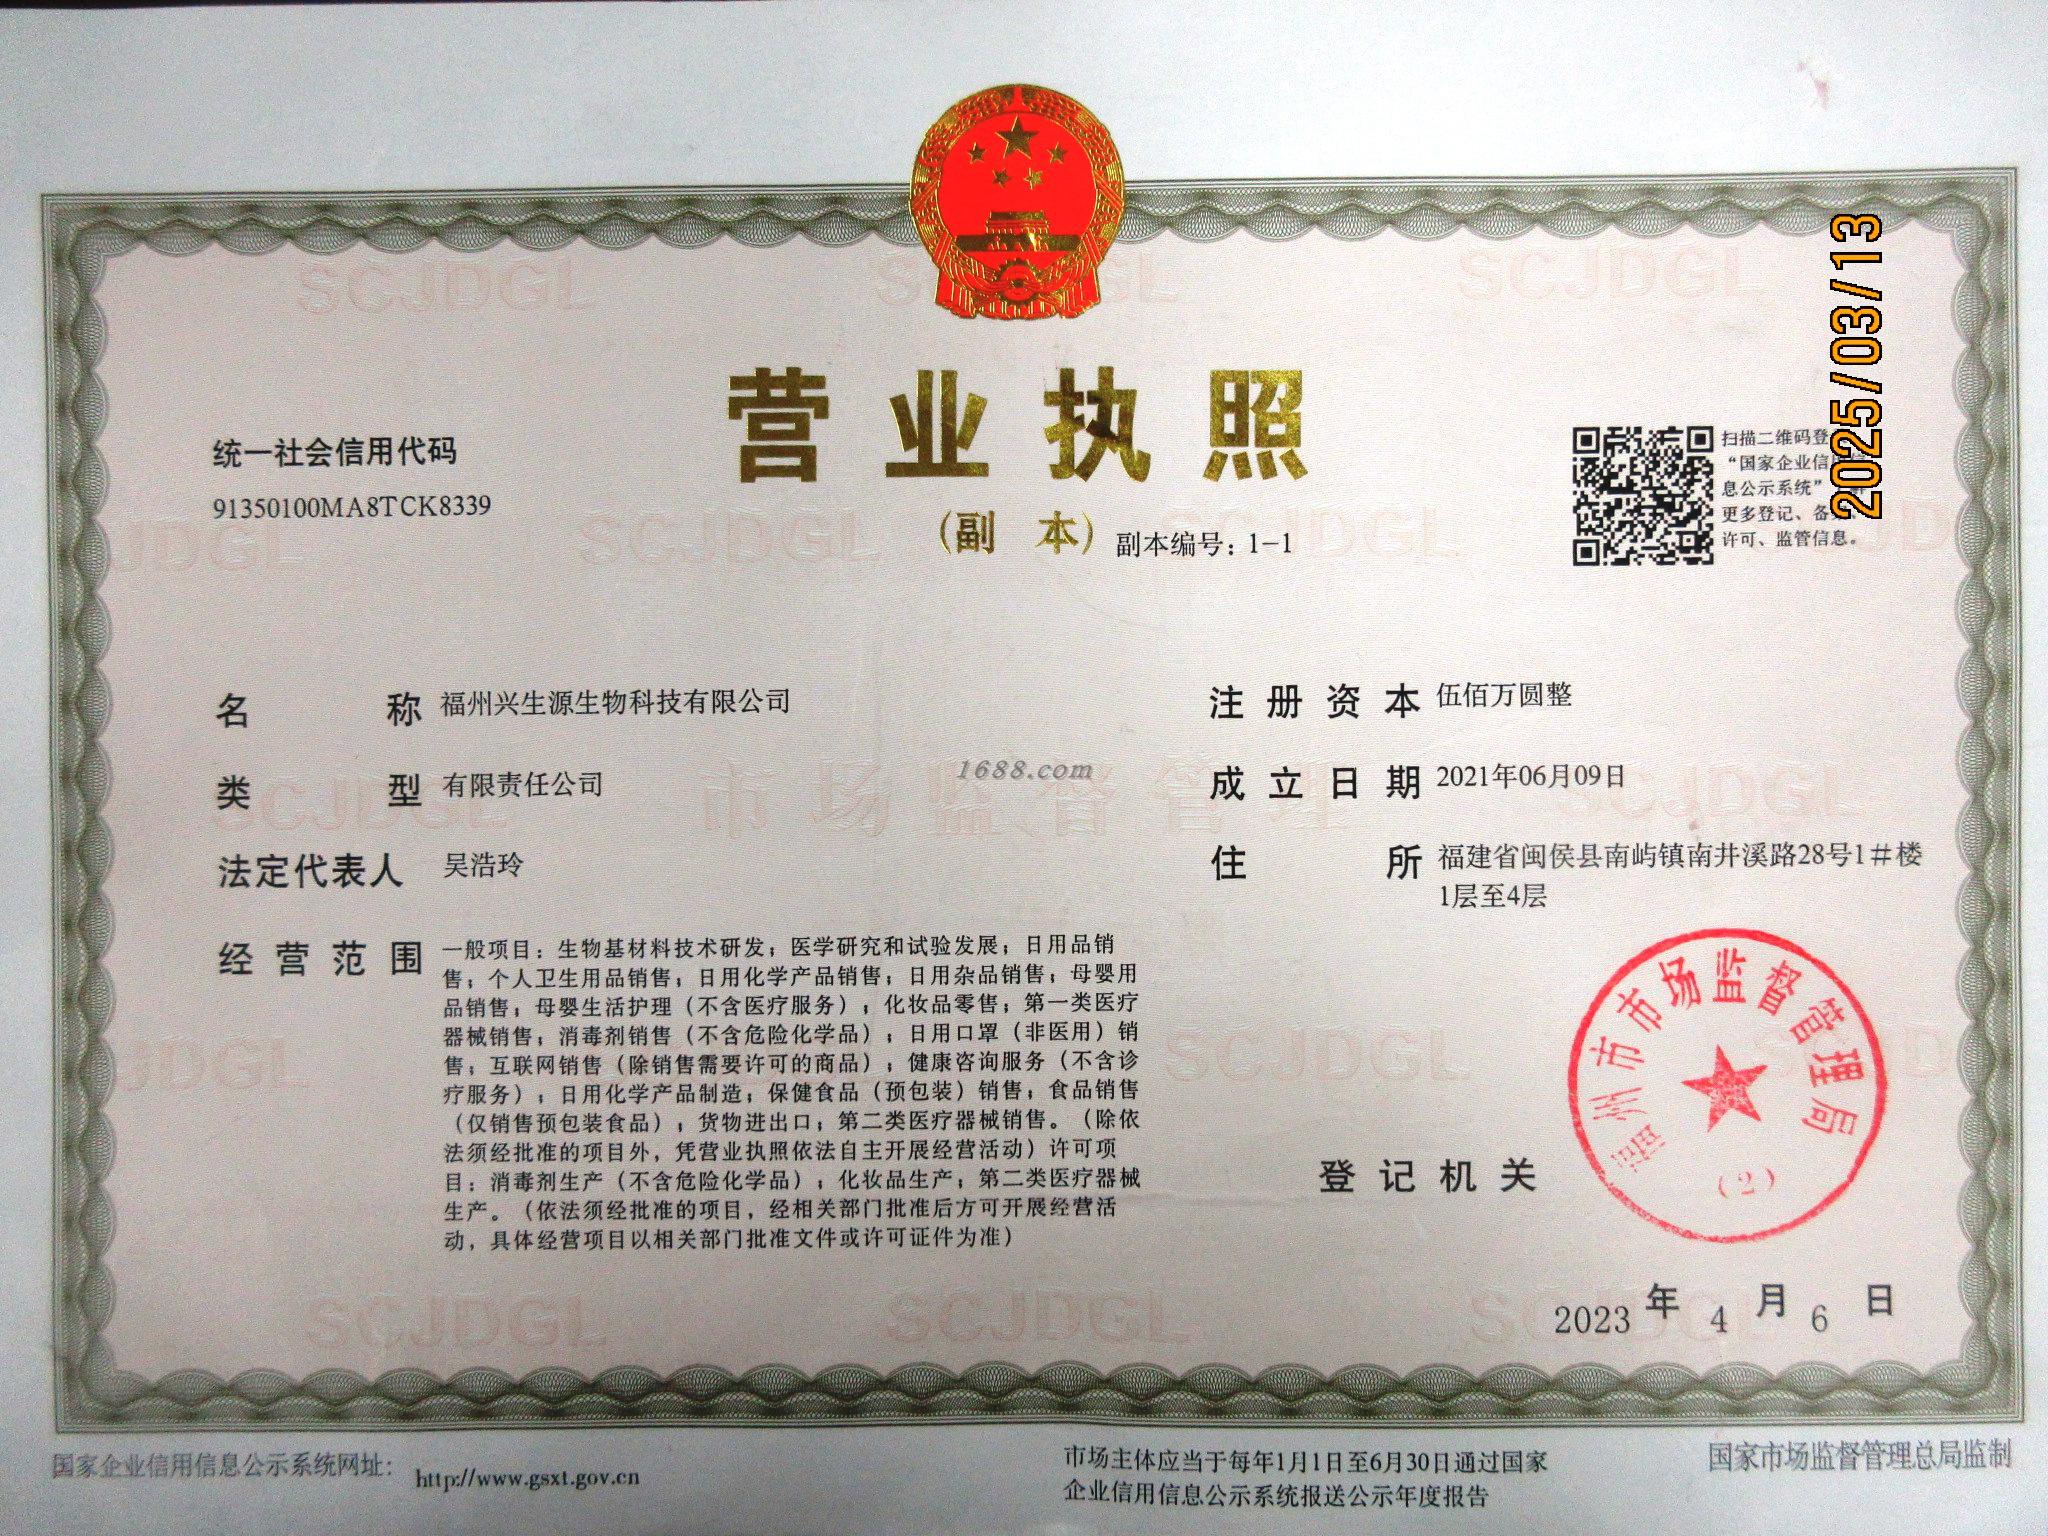 营业执照
(副 本) 副本编号：1-1
统一社会信用代码
91350100MA8TCK8339
扫描二维码登
“国家企业信用信
息公示系统”
更多登记、备案、
许可、监管信息。
2025/03/13
名 称 福州兴生源生物科技有限公司
类 型 有限责任公司
法定代表人 吴浩玲
经营范围 一般项目：生物基材料技术研发；医学研究和试验发展；日用品销
售；个人卫生用品销售；日用化学产品销售；日用杂品销售；母婴用
品销售；母婴生活护理（不含医疗服务）；化妆品零售；第一类医疗
器械销售；消毒剂销售（不含危险化学品）；日用口罩（非医用）销
售；互联网销售（除销售需要许可的商品）；健康咨询服务（不含诊
疗服务）；日用化学产品制造；保健食品（预包装）销售；食品销售
（仅销售预包装食品）；货物进出口；第二类医疗器械销售。（除依
法须经批准的项目外，凭营业执照依法自主开展经营活动）许可项
目：消毒剂生产（不含危险化学品）；化妆品生产；第二类医疗器械
生产。（依法须经批准的项目，经相关部门批准后方可开展经营活
动，具体经营项目以相关部门批准文件或许可证件为准）
注册资本 伍佰万圆整
成立日期 2021年06月09日
住 所 福建省闽侯县南屿镇南井溪路28号1#楼
1层至4层
1688.com
市场监督管理
SCJDGL
登记机关
福州市市场监督管理局
（2）
2023 年 4 月 6 日
国家企业信用信息公示系统网址： http://www.gsxt.gov.cn
市场主体应当于每年1月1日至6月30日通过国家
企业信用信息公示系统报送公示年度报告
国家市场监督管理总局监制